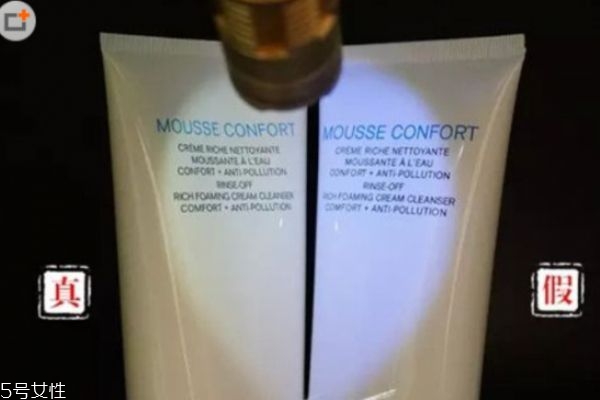 MOUSSE CONFORT
CRÈME RICHE NETTOYANTE
MOUSSANTE À L'EAU
CONFORT + ANTI-POLLUTION
RINSE-OFF
RICH FOAMING CREAM CLEANSER
COMFORT + ANTI-POLLUTION
MOUSSE CONFORT
CRÈME RICHE NETTOYANTE
MOUSSANTE À L'EAU
CONFORT + ANTI-POLLUTION
RINSE-OFF
RICH FOAMING CREAM CLEANSER
COMFORT + ANTI-POLLUTION
真
假
5号女性